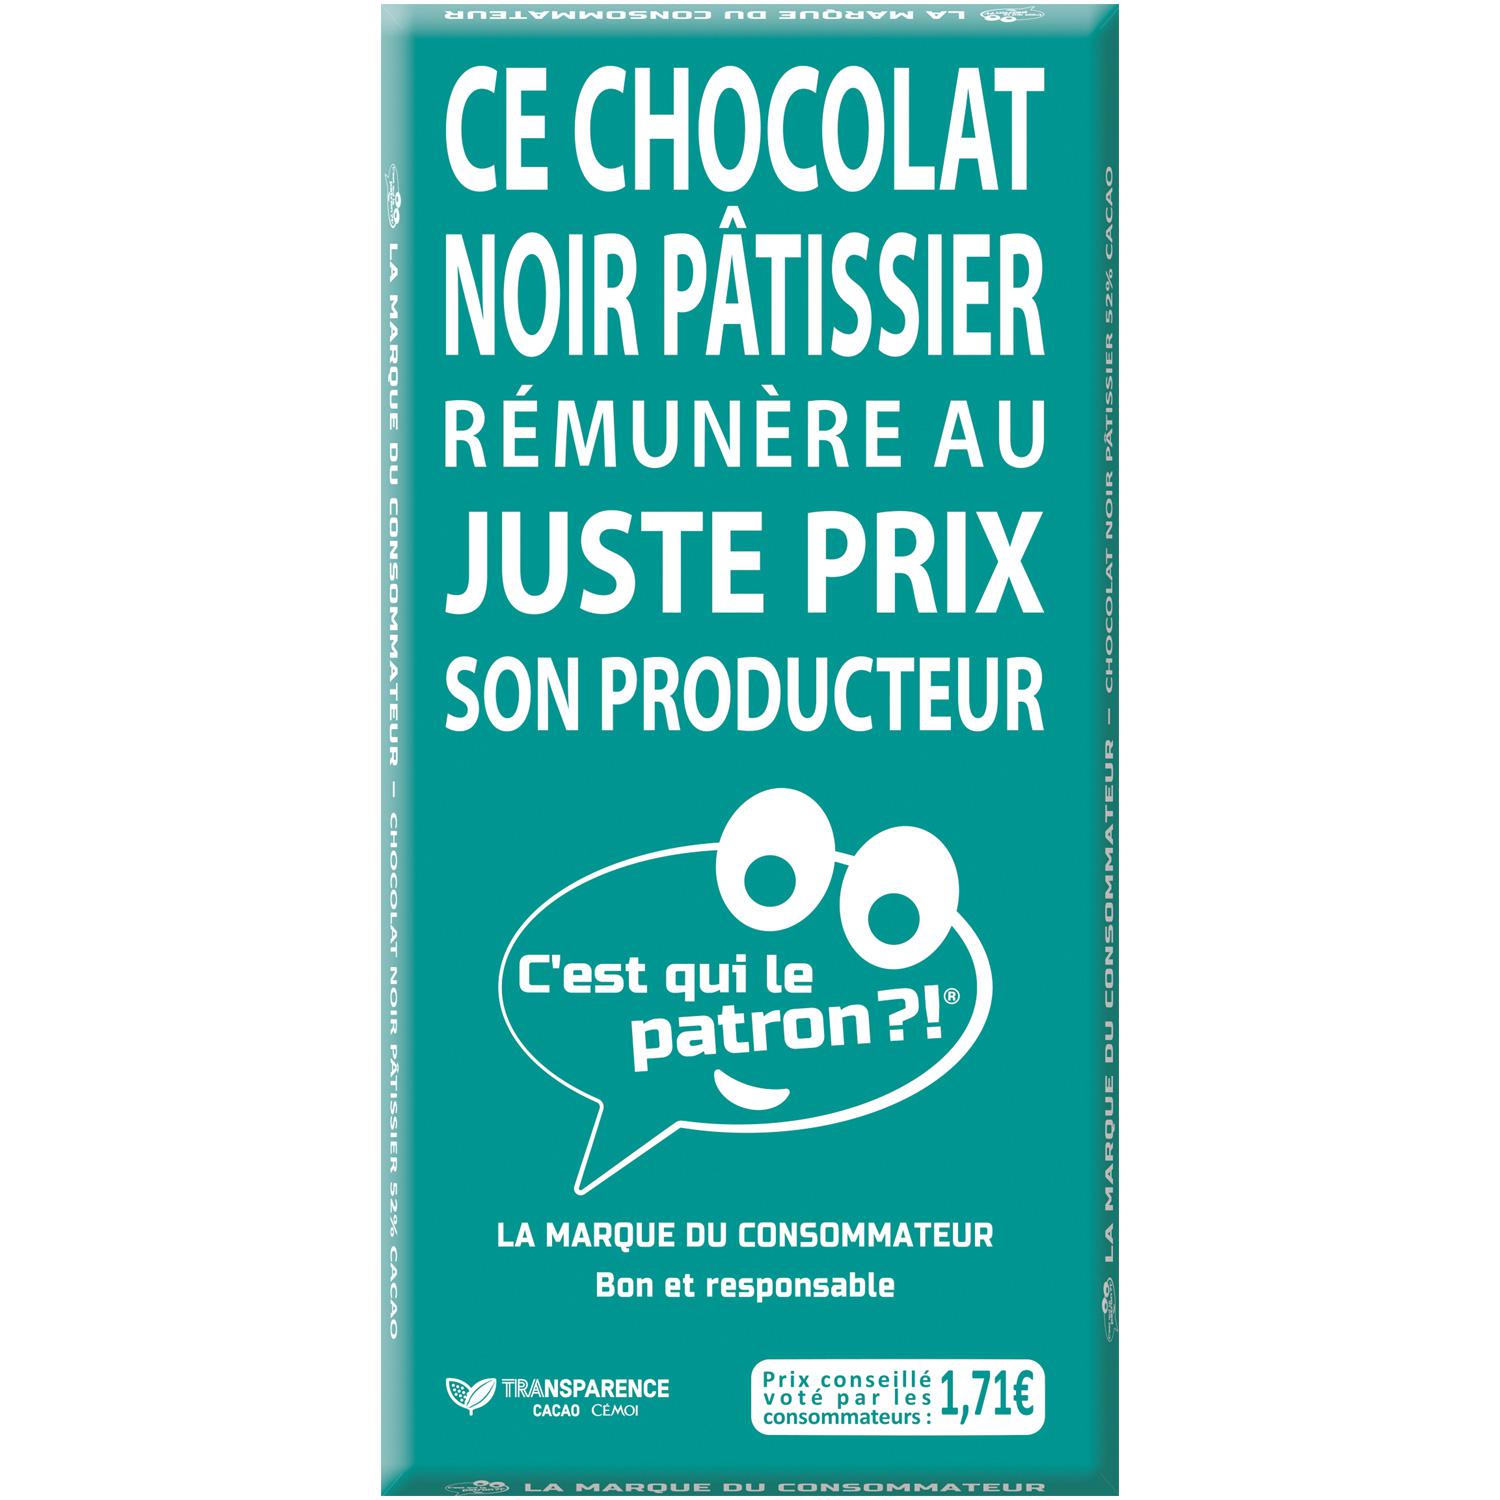 LA MARQUE DU CONSOMMATEUR
CE CHOCOLAT
NOIR PÂTISSIER
RÉMUNÈRE AU
JUSTE PRIX
SON PRODUCTEUR
C'est qui le
patron?!®
LA MARQUE DU CONSOMMATEUR
Bon et responsable
TRANSPARENCE
CACAO CÉMOI
Prix conseillé
voté par les
consommateurs :
1,71€
LA MARQUE DU CONSOMMATEUR – CHOCOLAT NOIR PÂTISSIER 52% CACAO
LA MARQUE DU CONSOMMATEUR – CHOCOLAT NOIR PÂTISSIER 52% CACAO
LA MARQUE DU CONSOMMATEUR